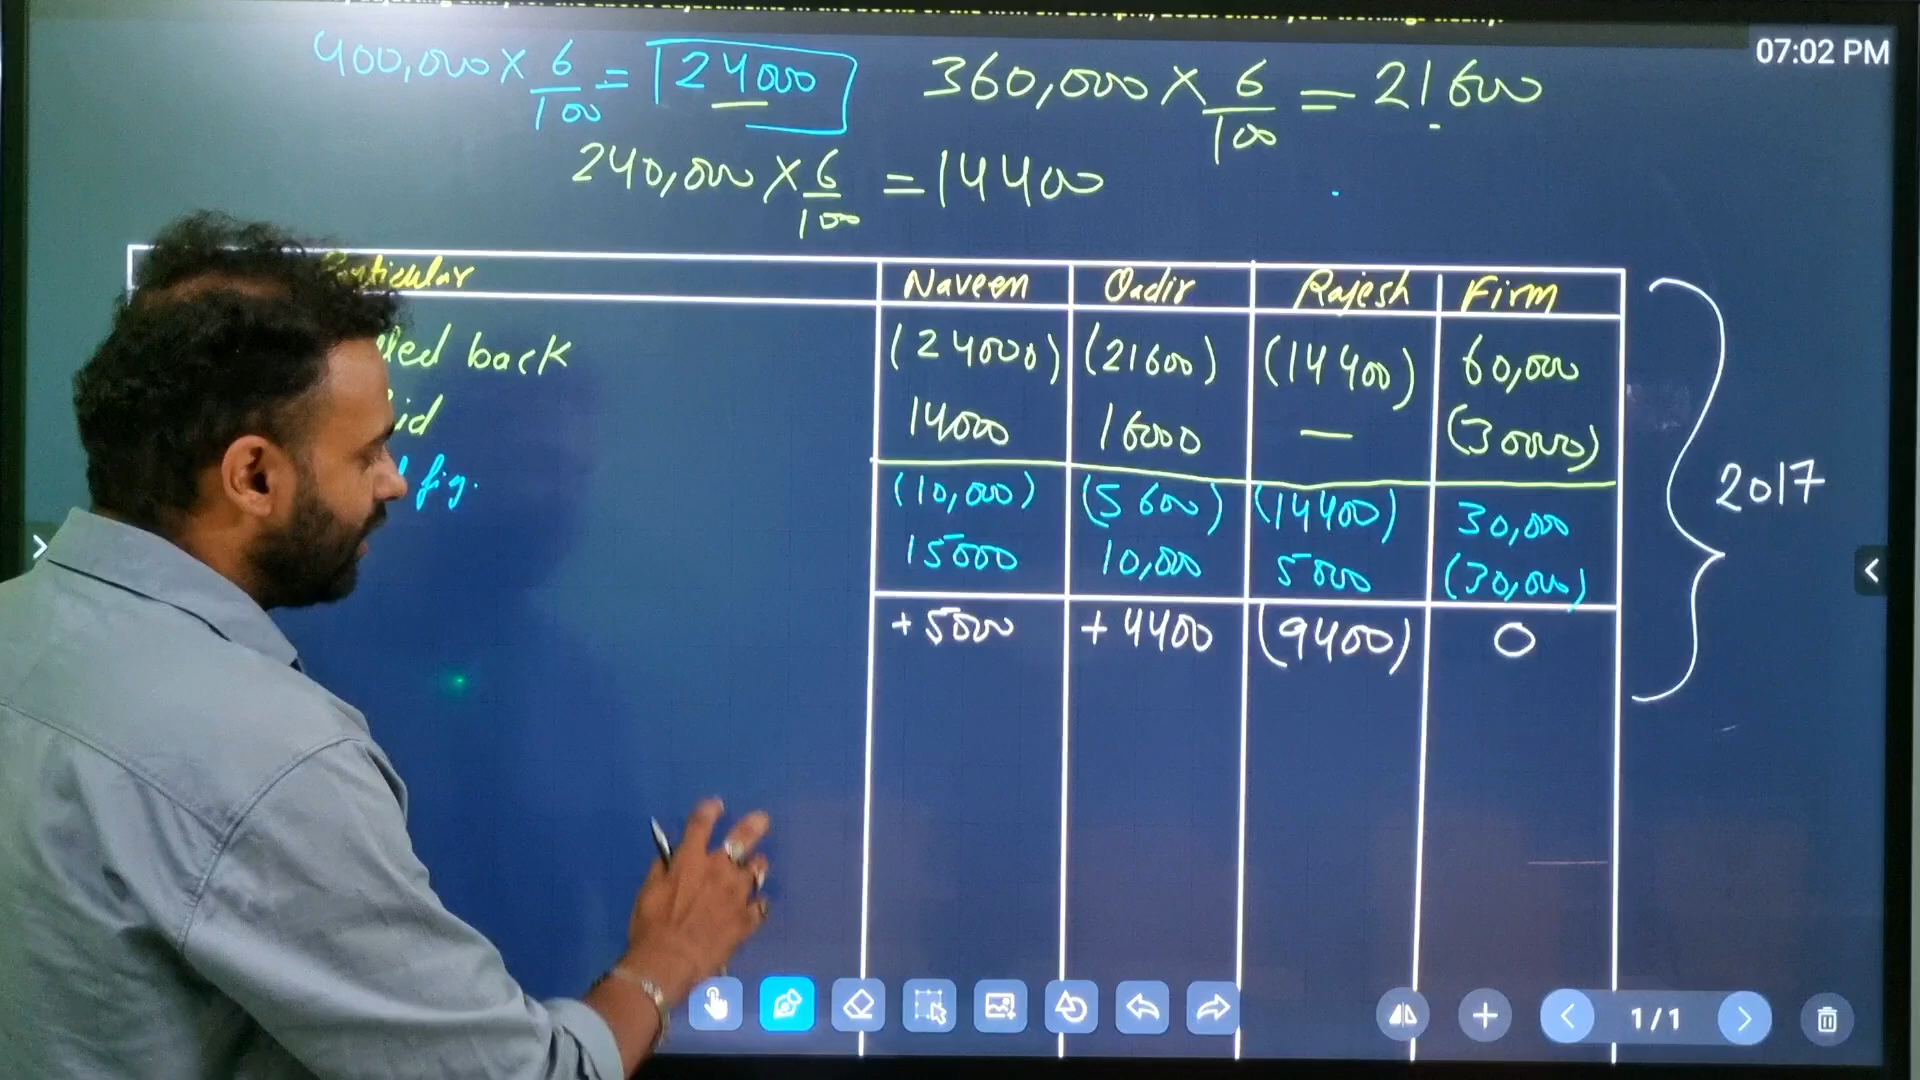 07:02 PM
400,000 × 6/100 = 24000
360,000 × 6/100 = 21600
240,000 × 6/100 = 14400
Particular Naveen Qadir Rajesh Firm
back (24000) (21600) (14400) 60,000
14000 16000 — (30000)
fig. (10,000) (5600) (14400) 30,000
2017
15000 10,000 5000 (30,000)
+5000 +4400 (9400) 0
1/1